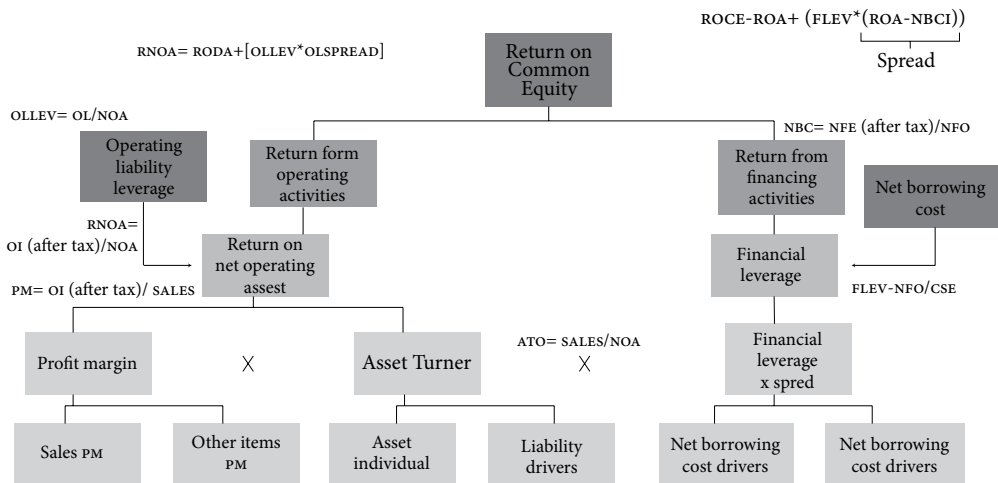 ROCE-ROA+ (FLEV*(ROA-NBCI))
Spread
RNOA= RODA+[OLLEV*OLSPREAD]
Return on
Common
Equity
OLLEV= OL/NOA
NBC= NFE (after tax)/NFO
Operating
liability
leverage
Return form
operating
activities
Return from
financing
activities
Net borrowing
cost
RNOA=
OI (after tax)/NOA
Return on
net operating
assest
Financial
leverage
PM= OI (after tax)/ SALES
FLEV-NFO/CSE
Profit margin
X
Asset Turner
ATO= SALES/NOA
X
Financial
leverage
x spred
Sales PM
Other items
PM
Asset
individual
Liability
drivers
Net borrowing
cost drivers
Net borrowing
cost drivers